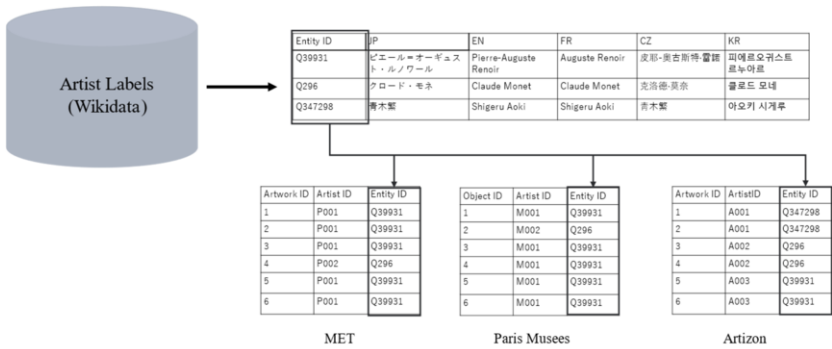 Artist Labels
(Wikidata)
Entity ID JP EN FR CZ KR
Q39931 ピエール＝オーギュスト・ルノワール Pierre-Auguste Renoir Auguste Renoir 皮耶-奥古斯特·雷諾 피에르오귀스트 르누아르
Q296 クロード・モネ Claude Monet Claude Monet 克洛德·莫奈 클로드 모네
Q347298 青木繁 Shigeru Aoki Shigeru Aoki 青木繁 아오키 시게루
Artwork ID Artist ID Entity ID
1 P001 Q39931
2 P001 Q39931
3 P001 Q39931
4 P002 Q296
5 P001 Q39931
6 P001 Q39931
MET
Object ID Artist ID Entity ID
1 M001 Q39931
2 M002 Q296
3 M001 Q39931
4 M001 Q39931
5 M001 Q39931
6 M001 Q39931
Paris Musees
Artwork ID ArtistID Entity ID
1 A001 Q347298
2 A001 Q347298
3 A002 Q296
4 A002 Q296
5 A003 Q39931
6 A003 Q39931
Artizon